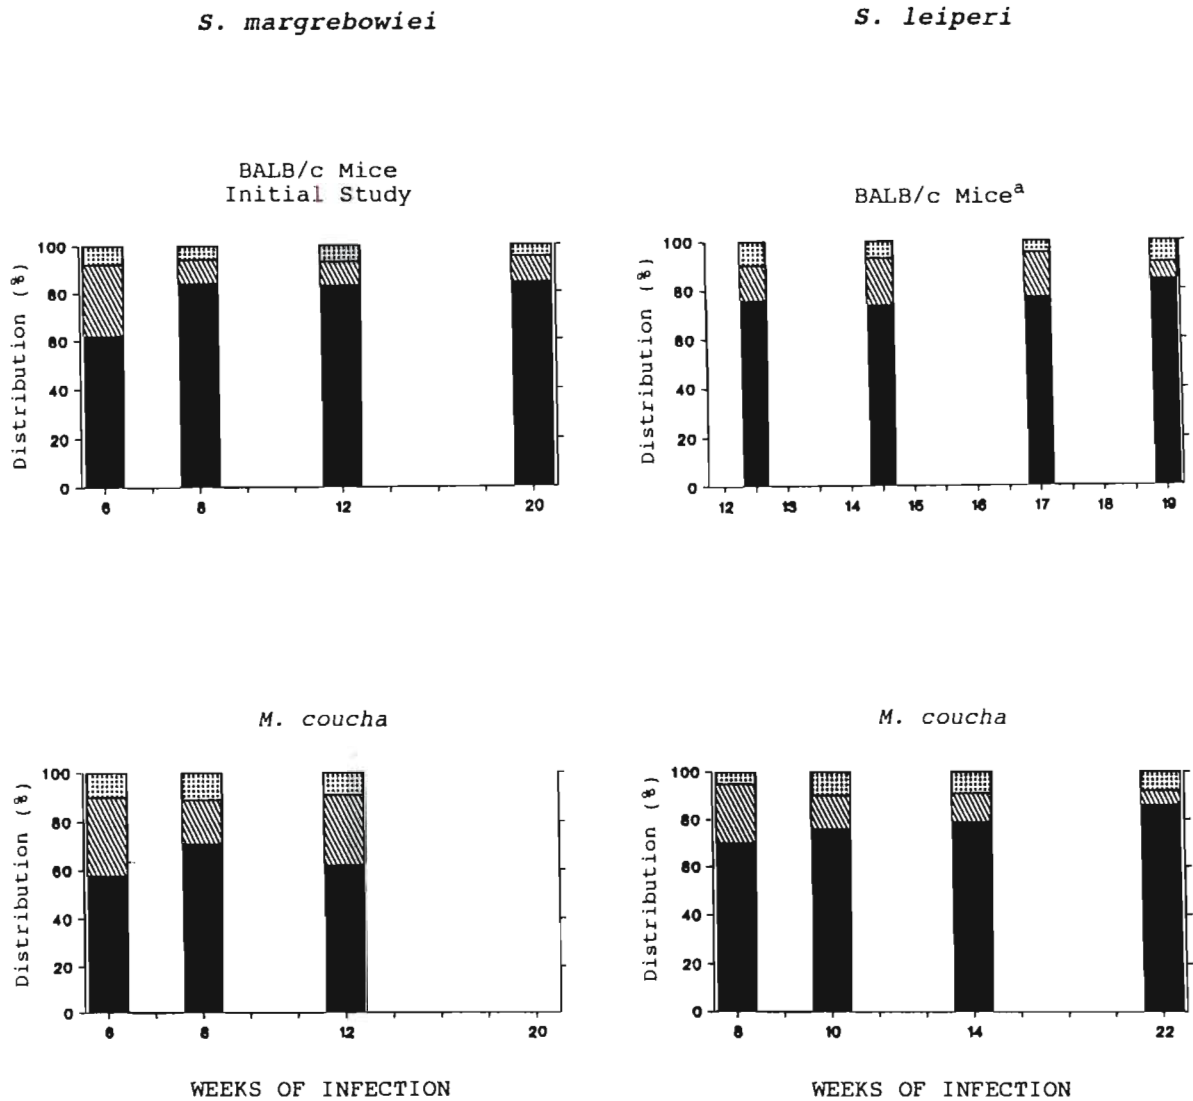 S. margrebowiei
S. leiperi
BALB/c Mice
Initial Study
BALB/c Miceᵃ
Distribution (%)
100
80
60
40
20
0
6 8 12 20
Distribution (%)
100
80
60
40
20
0
12 13 14 15 16 17 18 19
M. coucha
M. coucha
Distribution (%)
100
80
60
40
20
0
6 8 12 20
Distribution (%)
100
80
60
40
20
0
8 10 14 22
WEEKS OF INFECTION
WEEKS OF INFECTION